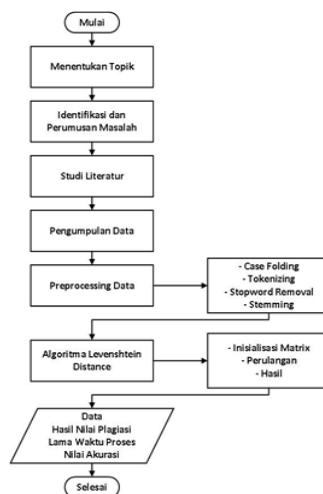 Mulai
Menentukan Topik
Identifikasi dan
Perumusan Masalah
Studi Literatur
Pengumpulan Data
Preprocessing Data
- Case Folding
- Tokenizing
- Stopword Removal
- Stemming
Algoritma Levenshtein
Distance
- Inisialisasi Matrix
- Perulangan
- Hasil
Data
Hasil Nilai Plagiasi
Lama Waktu Proses
Nilai Akurasi
Selesai